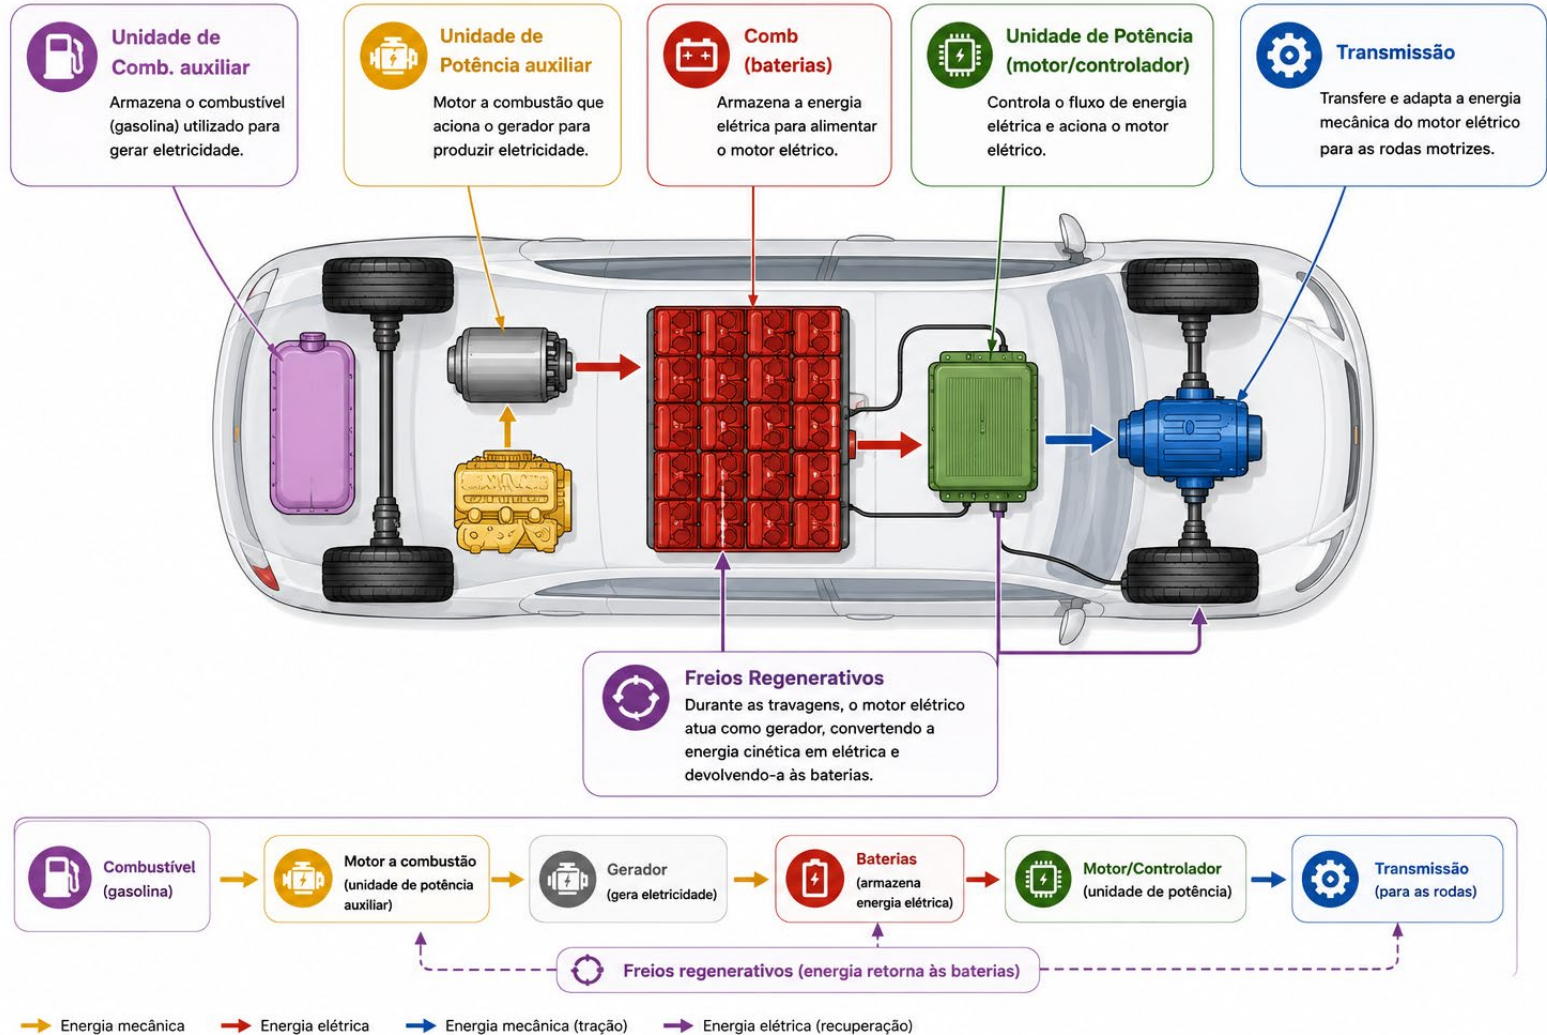 Unidade de
Comb. auxiliar
Armazena o combustível
(gasolina) utilizado para
gerar eletricidade.
Unidade de
Potência auxiliar
Motor a combustão que
aciona o gerador para
produzir eletricidade.
Comb
(baterias)
Armazena a energia
elétrica para alimentar
o motor elétrico.
Unidade de Potência
(motor/controlador)
Controla o fluxo de energia
elétrica e aciona o motor
elétrico.
Transmissão
Transfere e adapta a energia
mecânica do motor elétrico
para as rodas motrizes.
Freios Regenerativos
Durante as travagens, o motor elétrico
atua como gerador, convertendo a
energia cinética em elétrica e
devolvendo-a às baterias.
Combustível
(gasolina)
Motor a combustão
(unidade de potência
auxiliar)
Gerador
(gera eletricidade)
Baterias
(armazena
energia elétrica)
Motor/Controlador
(unidade de potência)
Transmissão
(para as rodas)
Freios regenerativos (energia retorna às baterias)
Energia mecânica
Energia elétrica
Energia mecânica (tração)
Energia elétrica (recuperação)